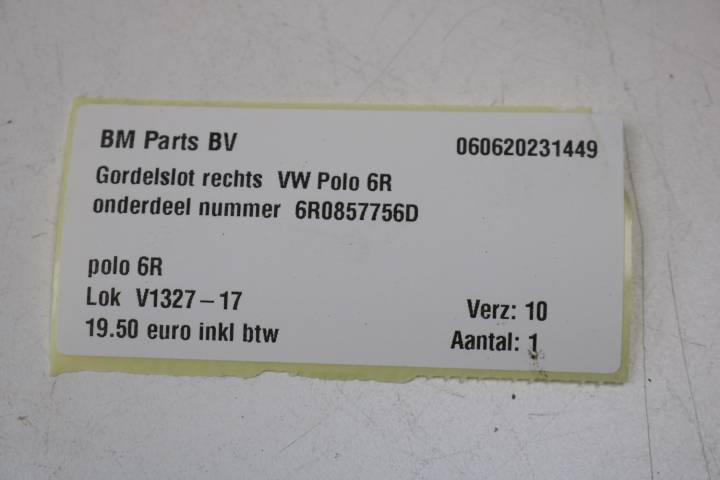 BM Parts BV 060620231449
Gordelslot rechts VW Polo 6R
onderdeel nummer 6R0857756D
polo 6R
Lok V1327-17 Verz: 10
19.50 euro inkl btw Aantal: 1